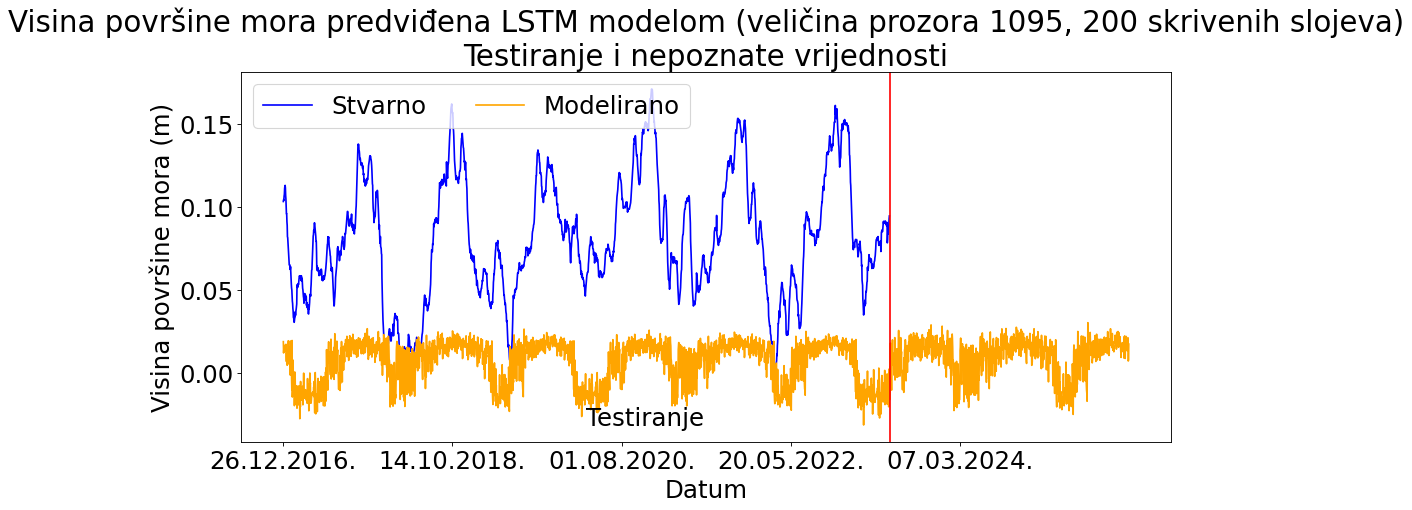 Visina površine mora predviđena LSTM modelom (veličina prozora 1095, 200 skrivenih slojeva)
Testiranje i nepoznate vrijednosti
Stvarno Modelirano
Visina površine mora (m)
0.15
0.10
0.05
0.00
Testiranje
26.12.2016. 14.10.2018. 01.08.2020. 20.05.2022. 07.03.2024.
Datum